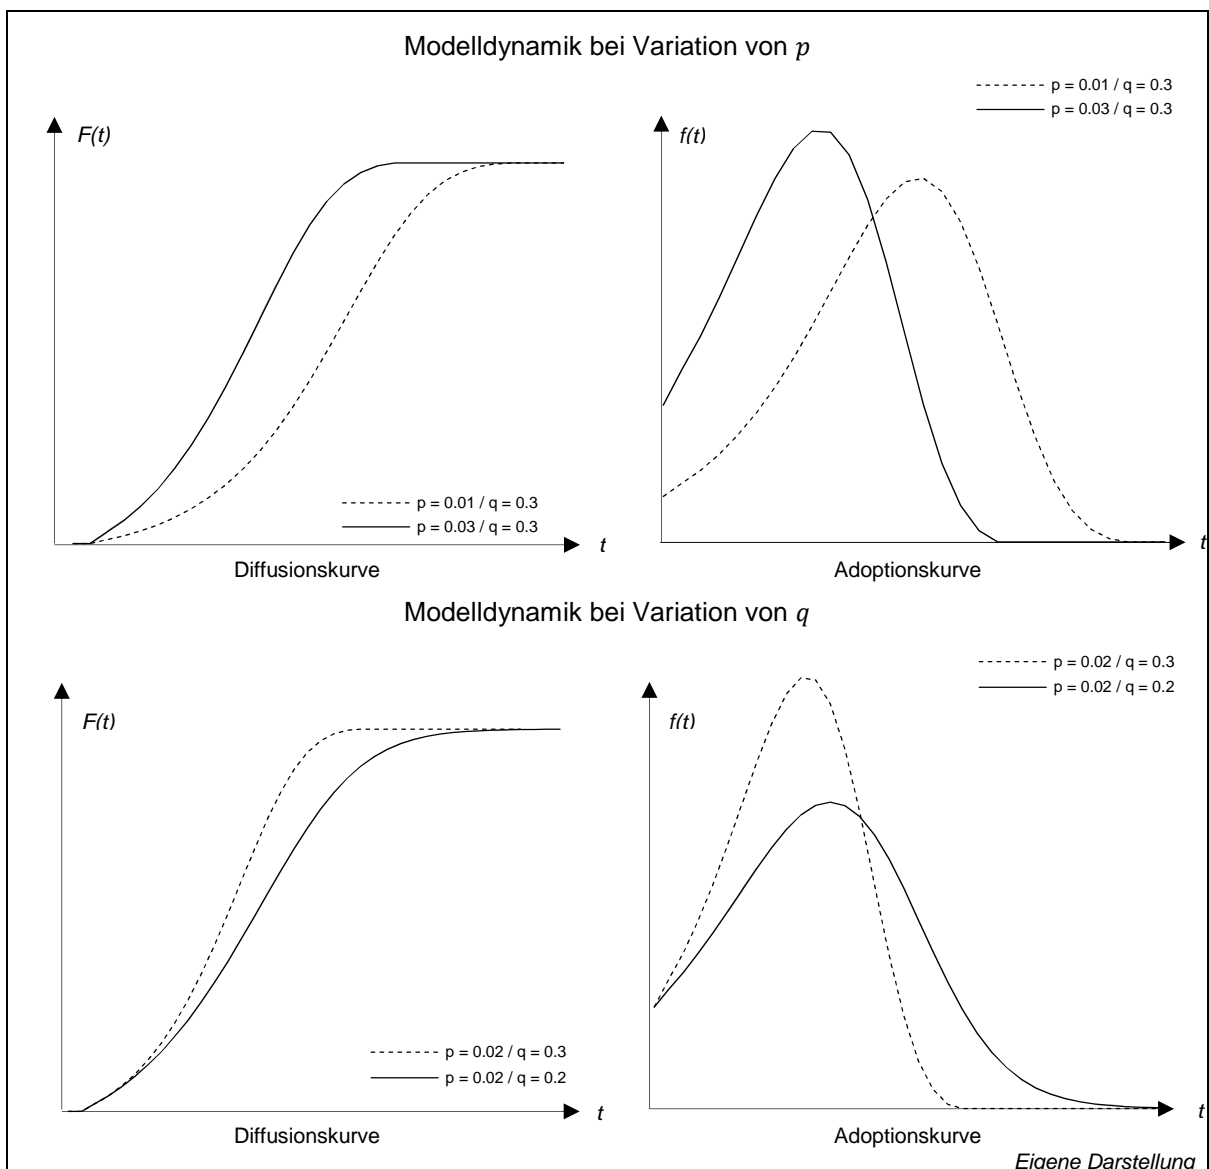 Modelldynamik bei Variation von p
p = 0.01 / q = 0.3
p = 0.03 / q = 0.3
F(t)
f(t)
p = 0.01 / q = 0.3
p = 0.03 / q = 0.3
t
t
Diffusionskurve
Adoptionskurve
Modelldynamik bei Variation von q
p = 0.02 / q = 0.3
p = 0.02 / q = 0.2
F(t)
f(t)
p = 0.02 / q = 0.3
p = 0.02 / q = 0.2
t
t
Diffusionskurve
Adoptionskurve
Eigene Darstellung